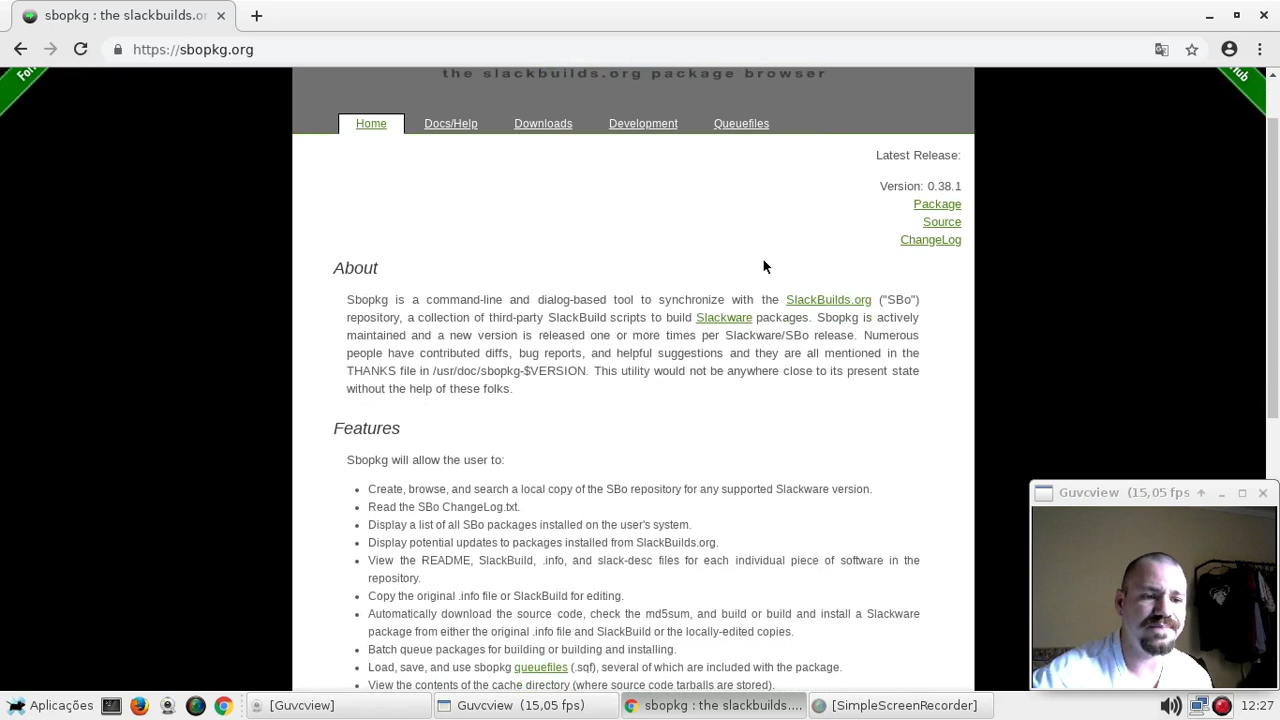 sbopkg : the slackbuilds.or
https://sbopkg.org
For
Hub
the slackbuilds.org package browser
Home Docs/Help Downloads Development Queuefiles
Latest Release:
Version: 0.38.1
Package
Source
ChangeLog
About
Sbopkg is a command-line and dialog-based tool to synchronize with the SlackBuilds.org ("SBo")
repository, a collection of third-party SlackBuild scripts to build Slackware packages. Sbopkg is actively
maintained and a new version is released one or more times per Slackware/SBo release. Numerous
people have contributed diffs, bug reports, and helpful suggestions and they are all mentioned in the
THANKS file in /usr/doc/sbopkg-$VERSION. This utility would not be anywhere close to its present state
without the help of these folks.
Features
Sbopkg will allow the user to:
• Create, browse, and search a local copy of the SBo repository for any supported Slackware version.
• Read the SBo ChangeLog.txt.
• Display a list of all SBo packages installed on the user's system.
• Display potential updates to packages installed from SlackBuilds.org.
• View the README, SlackBuild, .info, and slack-desc files for each individual piece of software in the
repository.
• Copy the original .info file or SlackBuild for editing.
• Automatically download the source code, check the md5sum, and build or build and install a Slackware
package from either the original .info file and SlackBuild or the locally-edited copies.
• Batch queue packages for building or building and installing.
• Load, save, and use sbopkg queuefiles (.sqf), several of which are included with the package.
• View the contents of the cache directory (where source code tarballs are stored).
Guvcview (15,05 fps
Aplicações [Guvcview] Guvcview (15,05 fps) sbopkg : the slackbuilds.... [SimpleScreenRecorder] 12:27